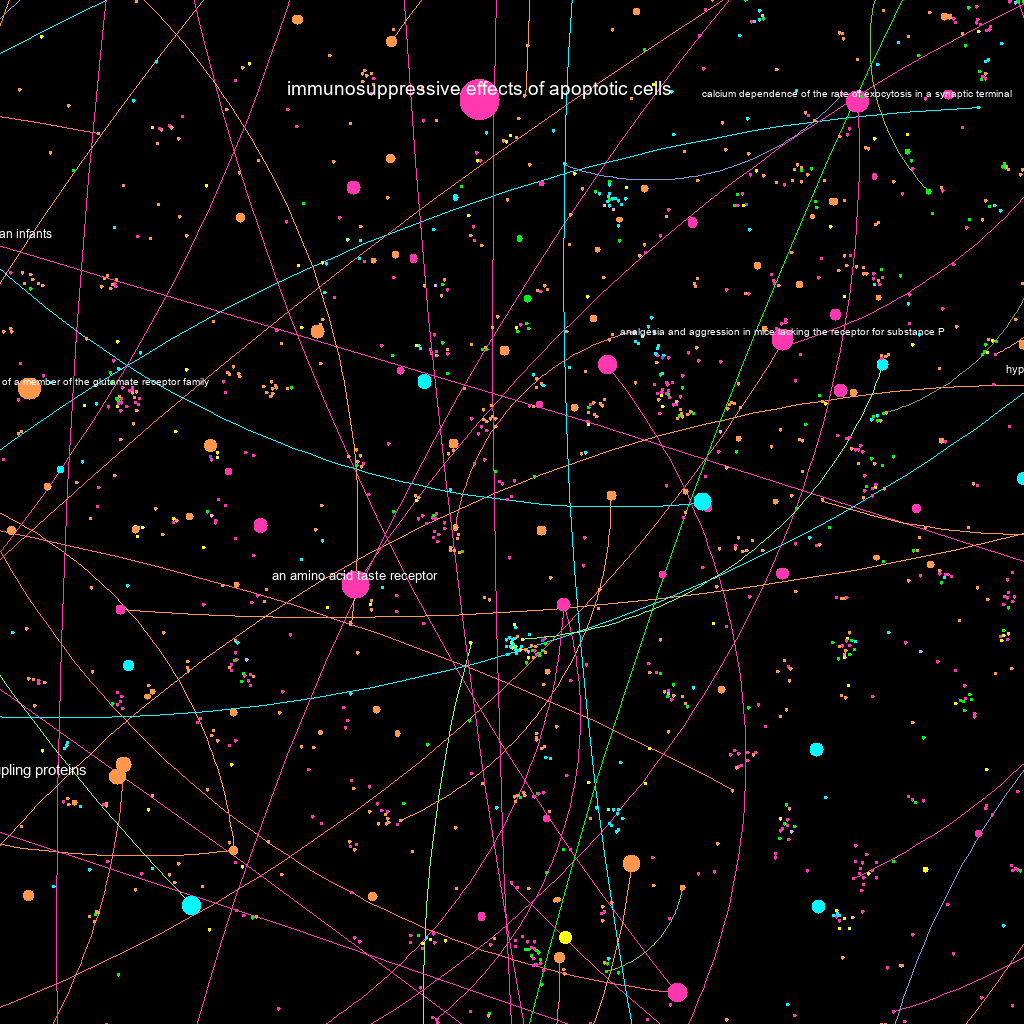 immunosuppressive effects of apoptotic cells
calcium dependence of the rate of exocytosis in a synaptic terminal
an infants
analgesia and aggression in mice lacking the receptor for substance P
hyp
of a member of the glutamate receptor family
an amino acid taste receptor
pling proteins